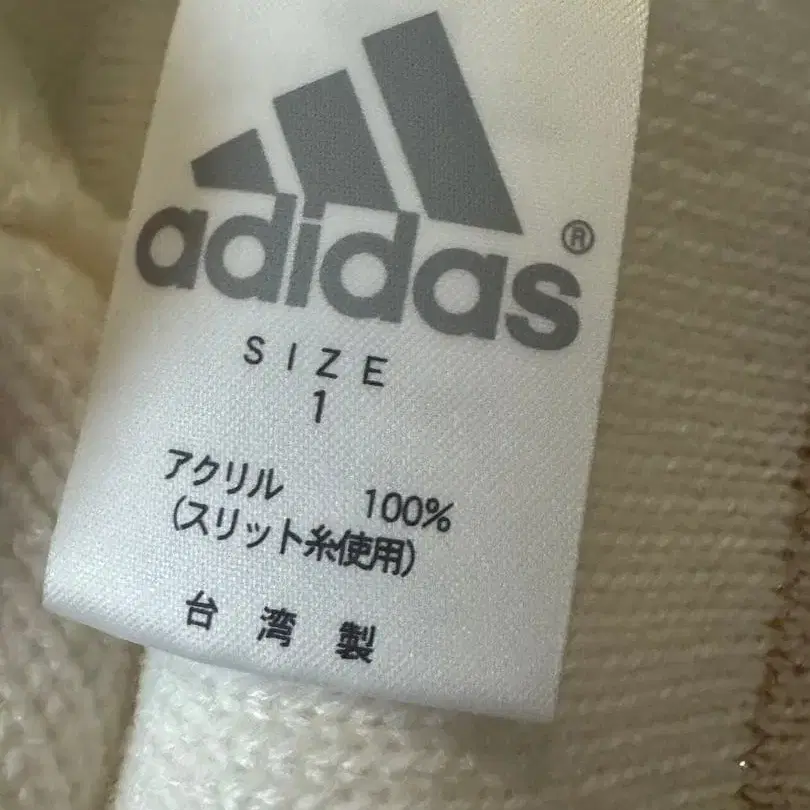 adidas®
SIZE
1
アクリル 100%
(スリット糸使用)
台湾製